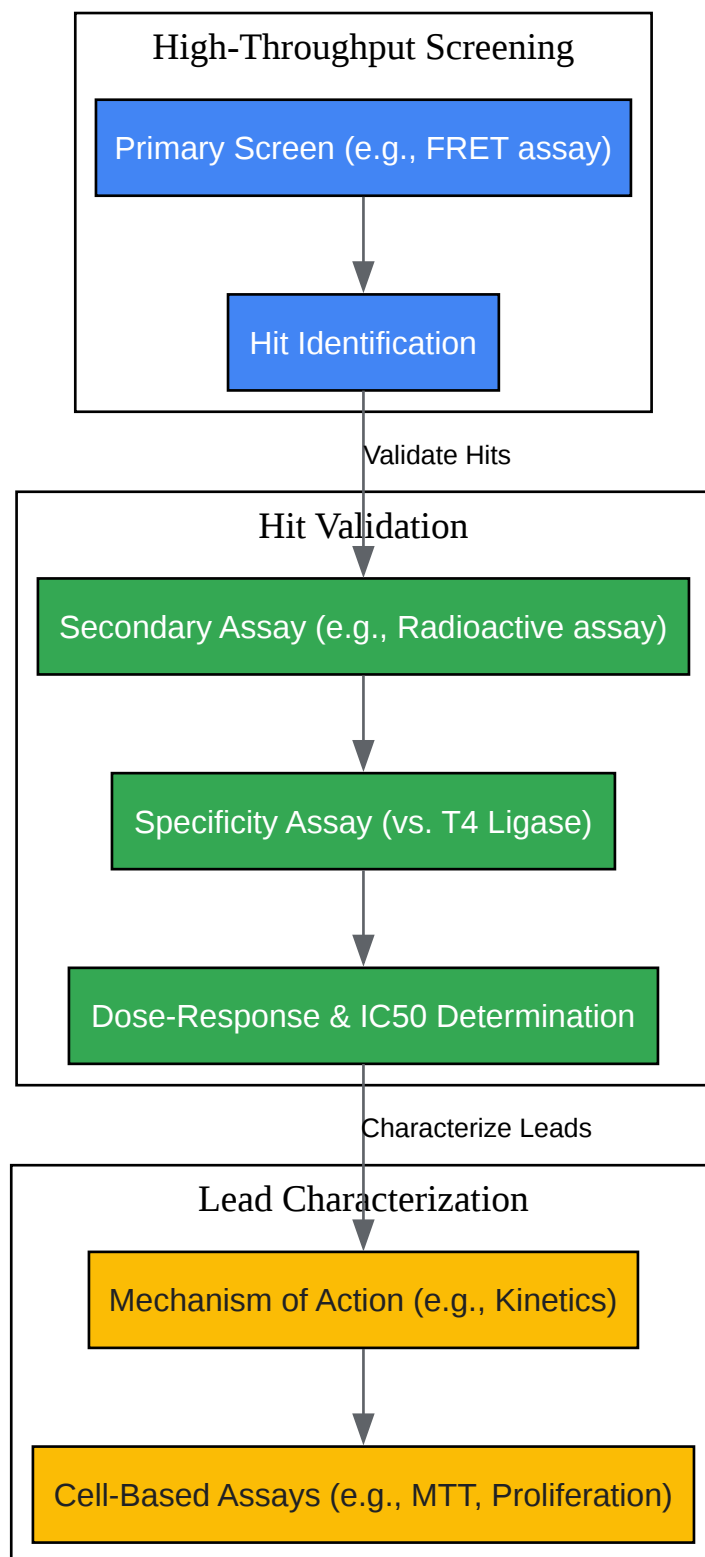 High-Throughput Screening
Primary Screen (e.g., FRET assay)
Hit Identification
Validate Hits
Hit Validation
Secondary Assay (e.g., Radioactive assay)
Specificity Assay (vs. T4 Ligase)
Dose-Response & IC50 Determination
Characterize Leads
Lead Characterization
Mechanism of Action (e.g., Kinetics)
Cell-Based Assays (e.g., MTT, Proliferation)